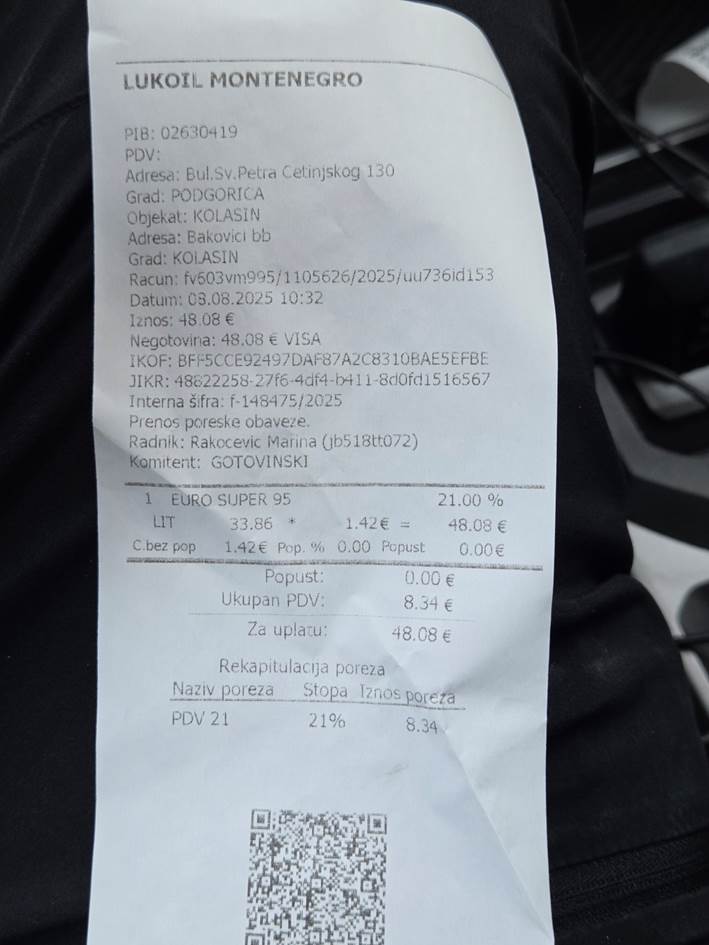 LUKOIL MONTENEGRO
PIB: 02630419
PDV:
Adresa: Bul.Sv.Petra Cetinjskog 130
Grad: PODGORICA
Objekat: KOLASIN
Adresa: Bakovici bb
Grad: KOLASIN
Racun: fv603vm995/1105626/2025/uu736id153
Datum: 08.08.2025 10:32
Iznos: 48.08 €
Negotovina: 48.08 € VISA
IKOF: BFF5CCE92497DAF87A2C8310BAE5EFBE
JIKR: 48822258-27f6-4df4-b411-8d0fd1516567
Interna šifra: f-148475/2025
Prenos poreske obaveze.
Radnik: Rakocevic Marina (jb518tt072)
Komitent: GOTOVINSKI
1 EURO SUPER 95 21.00 %
LIT 33.86 * 1.42€ = 48.08 €
C.bez pop 1.42€ Pop. % 0.00 Popust 0.00€
Popust: 0.00 €
Ukupan PDV: 8.34 €
Za uplatu: 48.08 €
Rekapitulacija poreza
Naziv poreza Stopa Iznos poreza
PDV 21 21% 8.34